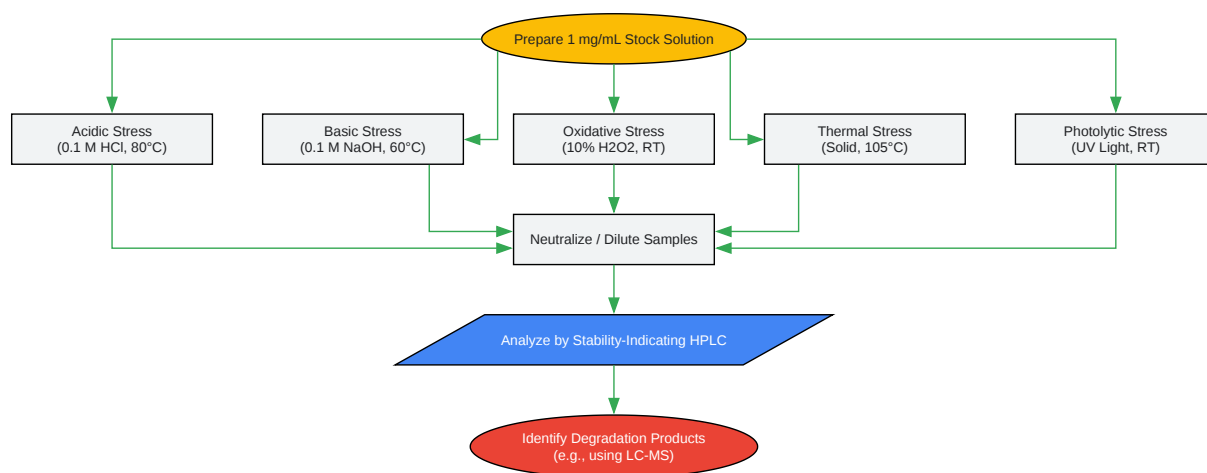 Prepare 1 mg/mL Stock Solution
Acidic Stress
(0.1 M HCl, 80°C)
Basic Stress
(0.1 M NaOH, 60°C)
Oxidative Stress
(10% H2O2, RT)
Thermal Stress
(Solid, 105°C)
Photolytic Stress
(UV Light, RT)
Neutralize / Dilute Samples
Analyze by Stability-Indicating HPLC
Identify Degradation Products
(e.g., using LC-MS)